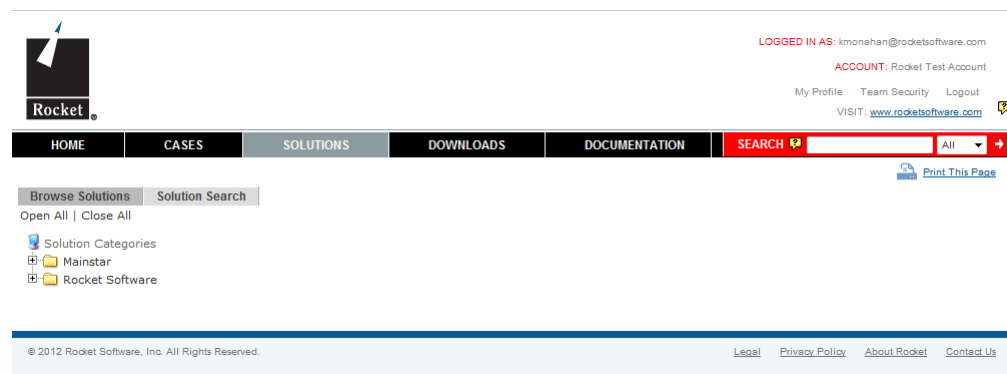 Rocket ®
LOGGED IN AS: kmonahan@rocketsoftware.com
ACCOUNT: Rocket Test Account
My Profile Team Security Logout
VISIT: www.rocketsoftware.com
HOME CASES SOLUTIONS DOWNLOADS DOCUMENTATION SEARCH ? All
Print This Page
Browse Solutions Solution Search
Open All | Close All
Solution Categories
Mainstar
Rocket Software
© 2012 Rocket Software, Inc. All Rights Reserved. Legal Privacy Policy About Rocket Contact Us